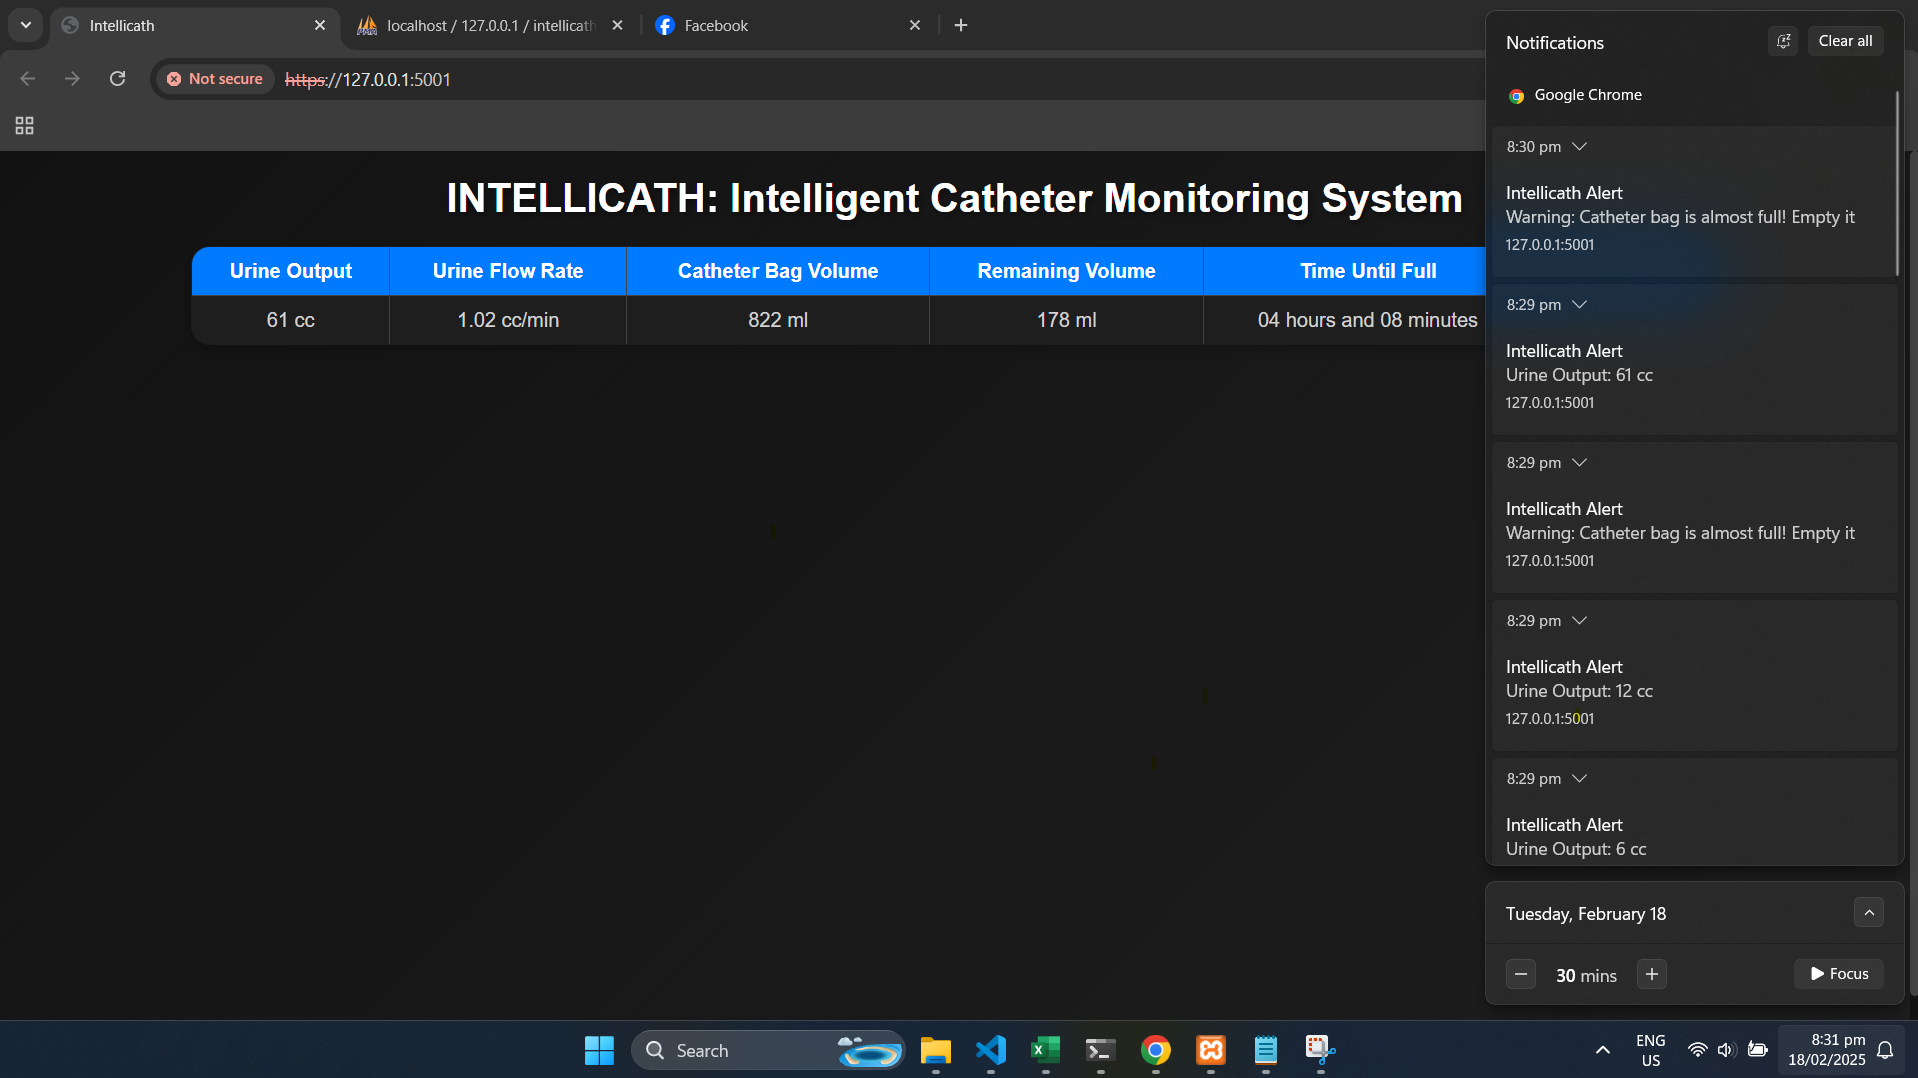 Intellicath
localhost / 127.0.0.1 / intellicath
Facebook
Not secure
https://127.0.0.1:5001
INTELLICATH: Intelligent Catheter Monitoring System
Urine Output Urine Flow Rate Catheter Bag Volume Remaining Volume Time Until Full
61 cc 1.02 cc/min 822 ml 178 ml 04 hours and 08 minutes
Notifications
Clear all
Google Chrome
8:30 pm
Intellicath Alert
Warning: Catheter bag is almost full! Empty it
127.0.0.1:5001
8:29 pm
Intellicath Alert
Urine Output: 61 cc
127.0.0.1:5001
8:29 pm
Intellicath Alert
Warning: Catheter bag is almost full! Empty it
127.0.0.1:5001
8:29 pm
Intellicath Alert
Urine Output: 12 cc
127.0.0.1:5001
8:29 pm
Intellicath Alert
Urine Output: 6 cc
Tuesday, February 18
30 mins
Focus
Search
ENG
US
8:31 pm
18/02/2025